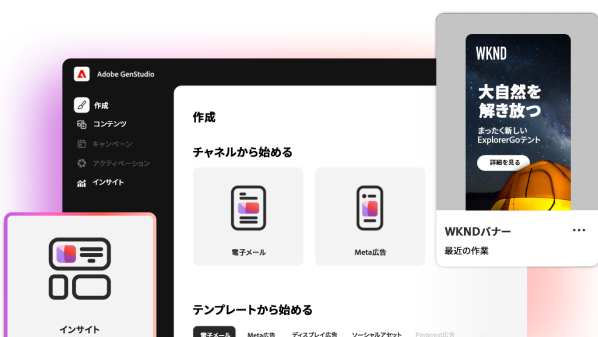 Adobe GenStudio
作成
コンテンツ
キャンペーン
アクティベーション
インサイト
作成
チャネルから始める
電子メール
Meta広告
テンプレートから始める
電子メール
Meta広告
ディスプレイ広告
ソーシャルアセット
Pinterest広告
WKND
大自然を
解き放つ
まったく新しい
ExplorerGoテント
詳細を見る
WKNDバナー
最近の作業
インサイト